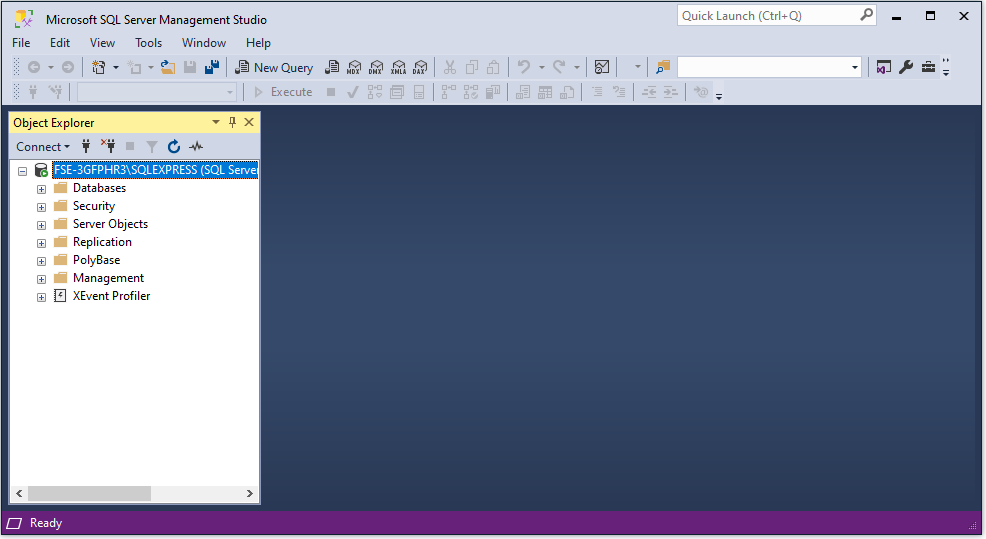 Microsoft SQL Server Management Studio
Quick Launch (Ctrl+Q)
File Edit View Tools Window Help
New Query MDX DMX XMLA DAX
Execute
Object Explorer
Connect
FSE-3GFPHR3\SQLEXPRESS (SQL Server
Databases
Security
Server Objects
Replication
PolyBase
Management
XEvent Profiler
Ready